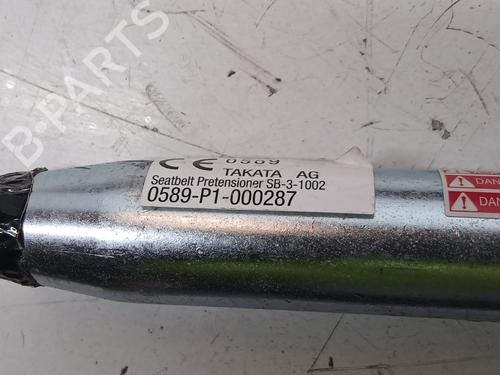 B-PARTS
CE 0589
TAKATA AG
Seatbelt Pretensioner SB-3-1002
0589-P1-000287
DAN
DAN